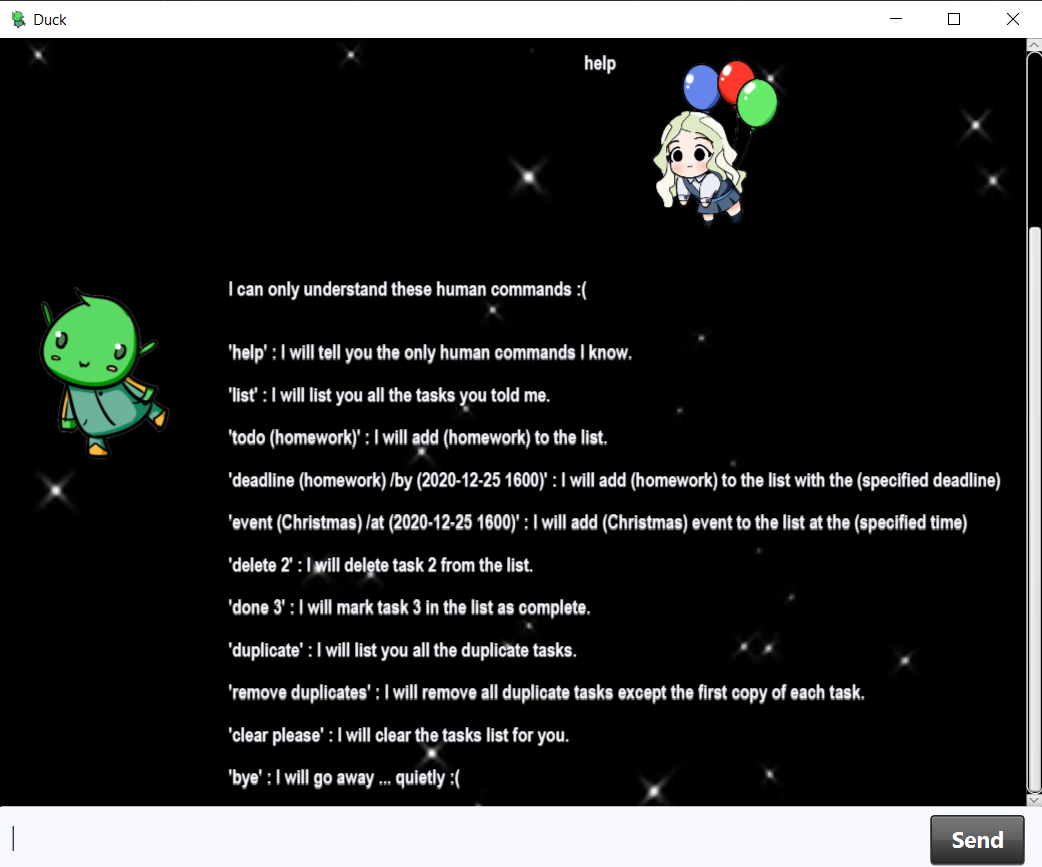 Duck
help
I can only understand these human commands :(
'help' : I will tell you the only human commands I know.
'list' : I will list you all the tasks you told me.
'todo (homework)' : I will add (homework) to the list.
'deadline (homework) /by (2020-12-25 1600)' : I will add (homework) to the list with the (specified deadline)
'event (Christmas) /at (2020-12-25 1600)' : I will add (Christmas) event to the list at the (specified time)
'delete 2' : I will delete task 2 from the list.
'done 3' : I will mark task 3 in the list as complete.
'duplicate' : I will list you all the duplicate tasks.
'remove duplicates' : I will remove all duplicate tasks except the first copy of each task.
'clear please' : I will clear the tasks list for you.
'bye' : I will go away ... quietly :(
Send